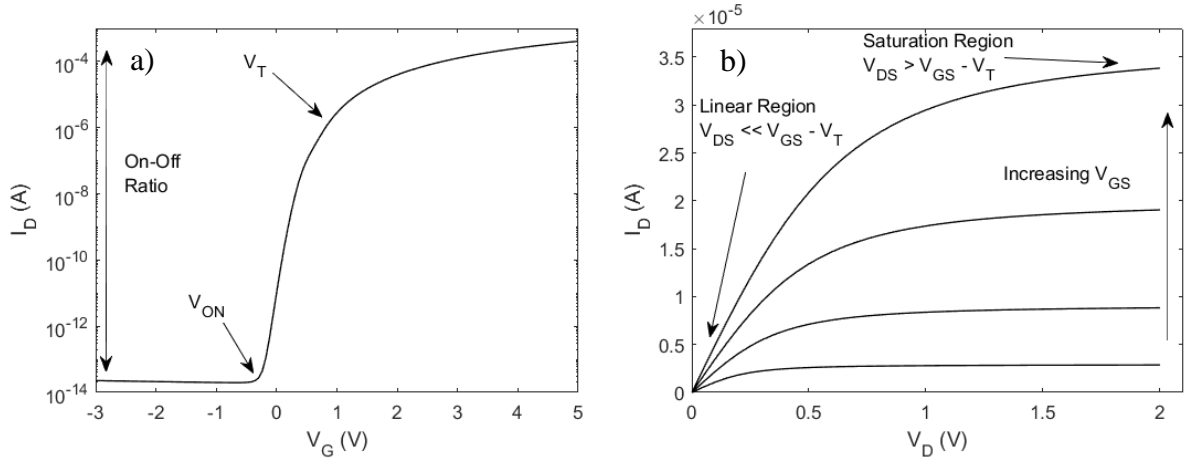 a)
V_T
On-Off
Ratio
V_ON
I_D (A)
10^-4
10^-6
10^-8
10^-10
10^-12
10^-14
-3 -2 -1 0 1 2 3 4 5
V_G (V)
×10^-5
b)
Saturation Region
V_DS > V_GS - V_T
Linear Region
V_DS << V_GS - V_T
Increasing V_GS
I_D (A)
3.5
3
2.5
2
1.5
1
0.5
0
0 0.5 1 1.5 2
V_D (V)